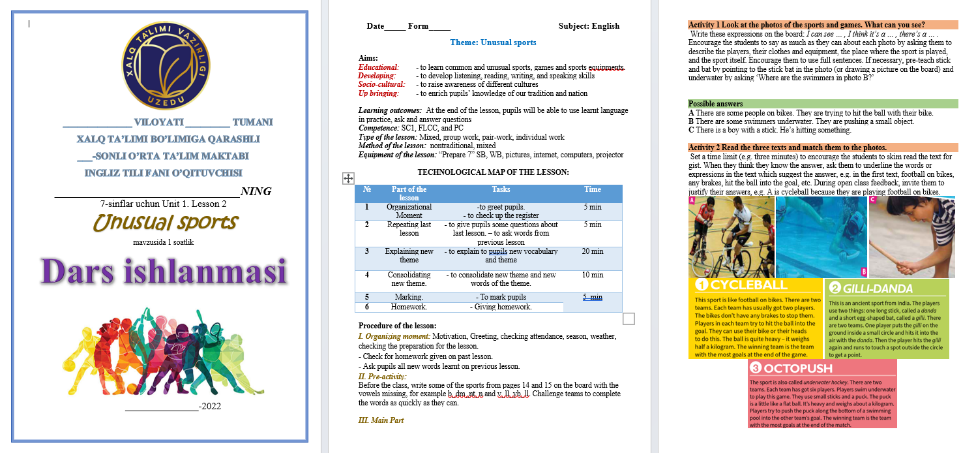 XALQ TA'LIMI VAZIRLIGI
UZEDU
____________ VILOYATI ________ TUMANI
XALQ TA'LIMI BO'LIMIGA QARASHLI
___-SONLI O'RTA TA'LIM MAKTABI
INGLIZ TILI FANI O'QITUVCHISI
__________________________NING
7-sinflar uchun Unit 1. Lesson 2
Unusual sports
mavzusida 1 soatlik
Dars ishlanmasi
_______________-2022
Date_____ Form_____ Subject: English
Theme: Unusual sports
Aims:
Educational: - to learn common and unusual sports, games and sports equipments
Developing: - to develop listening, reading, writing, and speaking skills
Socio-cultural: - to raise awareness of different cultures
Up bringing: - to enrich pupils' knowledge of our tradition and nation
Learning outcomes: At the end of the lesson, pupils will be able to use learnt language
in practice, ask and answer questions
Competence: SC1, FLCC, and PC
Type of the lesson: Mixed, group work, pair-work, individual work
Method of the lesson: nontraditional, mixed
Equipment of the lesson: "Prepare 7" SB, WB, pictures, internet, computers, projector
TECHNOLOGICAL MAP OF THE LESSON:
№ Part of the lesson Tasks Time
1 Organizational Moment -to greet pupils. - to check up the register 5 min
2 Repeating last lesson - to give pupils some questions about last lesson. – to ask words from previous lesson 5 min
3 Explaining new theme - to explain to pupils new vocabulary and theme 20 min
4 Consolidating new theme. - to consolidate new theme and new words of the theme. 10 min
5 Marking. - To mark pupils 5 min
6 Homework. - Giving homework.
Procedure of the lesson:
I. Organizing moment: Motivation, Greeting, checking attendance, season, weather,
checking the preparation for the lesson.
- Check for homework given on past lesson.
- Ask pupils all new words learnt on previous lesson.
II. Pre-activity:
Before the class, write some of the sports from pages 14 and 15 on the board with the
vowels missing, for example b_dm_nt_n and v_ll_yb_ll. Challenge teams to complete
the words as quickly as they can.
III. Main Part
Activity 1 Look at the photos of the sports and games. What can you see?
Write these expressions on the board: I can see ... , I think it's a ... , there's a ... .
Encourage the students to say as much as they can about each photo by asking them to
describe the players, their clothes and equipment, the place where the sport is played,
and the sport itself. Encourage them to use full sentences. If necessary, pre-teach stick
and bat by pointing to the stick bat in the photo (or drawing a picture on the board) and
underwater by asking 'Where are the swimmers in photo B?'
Possible answers
A There are some people on bikes. They are trying to hit the ball with their bike.
B There are some swimmers underwater. They are pushing a small object.
C There is a boy with a stick. He's hitting something.
Activity 2 Read the three texts and match them to the photos.
Set a time limit (e.g. three minutes) to encourage the students to skim read the text for
gist. When they think they know the answer, ask them to underline the words or
expressions in the text which suggest the answer, e.g. in the first text, football on bikes,
any brakes, hit the ball into the goal, etc. During open class feedback, invite them to
justify their answers, e.g. A is cycleball because they are playing football on bikes.
A
B
C
1 CYCLEBALL
This sport is like football on bikes. There are two
teams. Each team has usually got two players.
The bikes don't have any brakes to stop them.
Players in each team try to hit the ball into the
goal. They can use their bike or their heads
to do this. The ball is quite heavy – it weighs
half a kilogram. The winning team is the team
with the most goals at the end of the game.
2 GILLI-DANDA
This is an ancient sport from India. The players
use two things: one long stick, called a danda
and a short egg-shaped bat, called a gilli. There
are two teams. One player puts the gilli on the
ground inside a small circle and hits it into the
air with the danda. Then the player hits the gilli
again and runs to touch a spot outside the circle
to get a point.
3 OCTOPUSH
The sport is also called underwater hockey. There are two
teams. Each team has got six players. Players swim underwater
to play this game. They use small sticks and a puck. The puck
is a little like a flat ball. It's heavy and weighs about a kilogram.
Players try to push the puck along the bottom of a swimming
pool into the other team's goal. The winning team is the team
with the most goals at the end of the match.